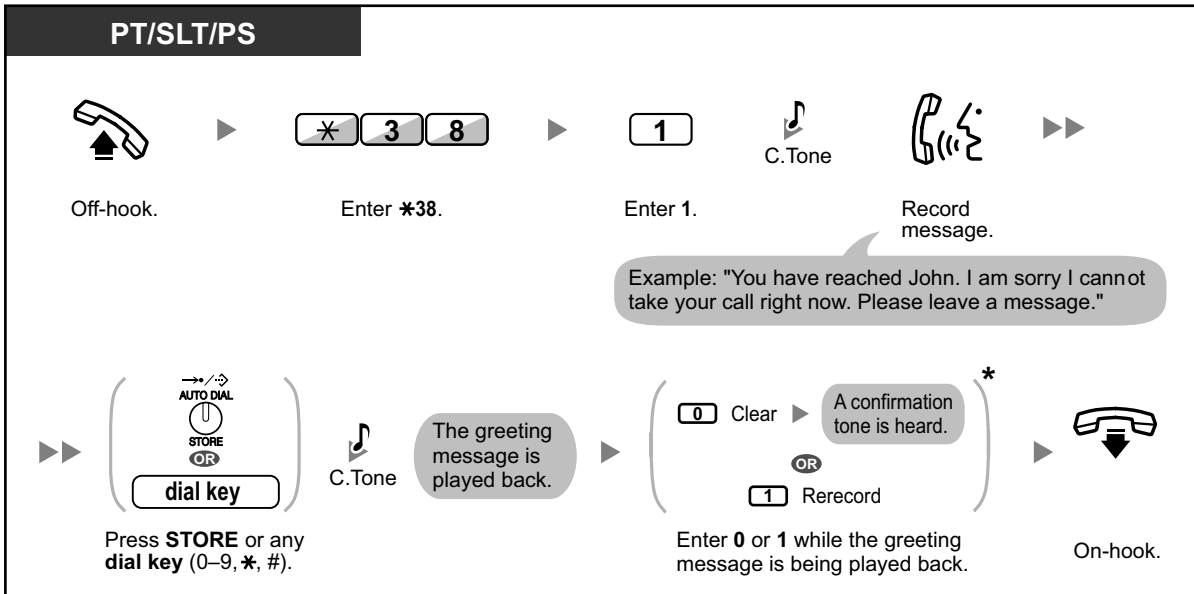 PT/SLT/PS
✳ 3 8
1
C.Tone
Off-hook.
Enter ✳38.
Enter 1.
Record
message.
Example: "You have reached John. I am sorry I cannot
take your call right now. Please leave a message."
AUTO DIAL
STORE
OR
dial key
C.Tone
The greeting
message is
played back.
0 Clear
A confirmation
tone is heard.
*
OR
1 Rerecord
Press STORE or any
dial key (0–9, ✳, #).
Enter 0 or 1 while the greeting
message is being played back.
On-hook.